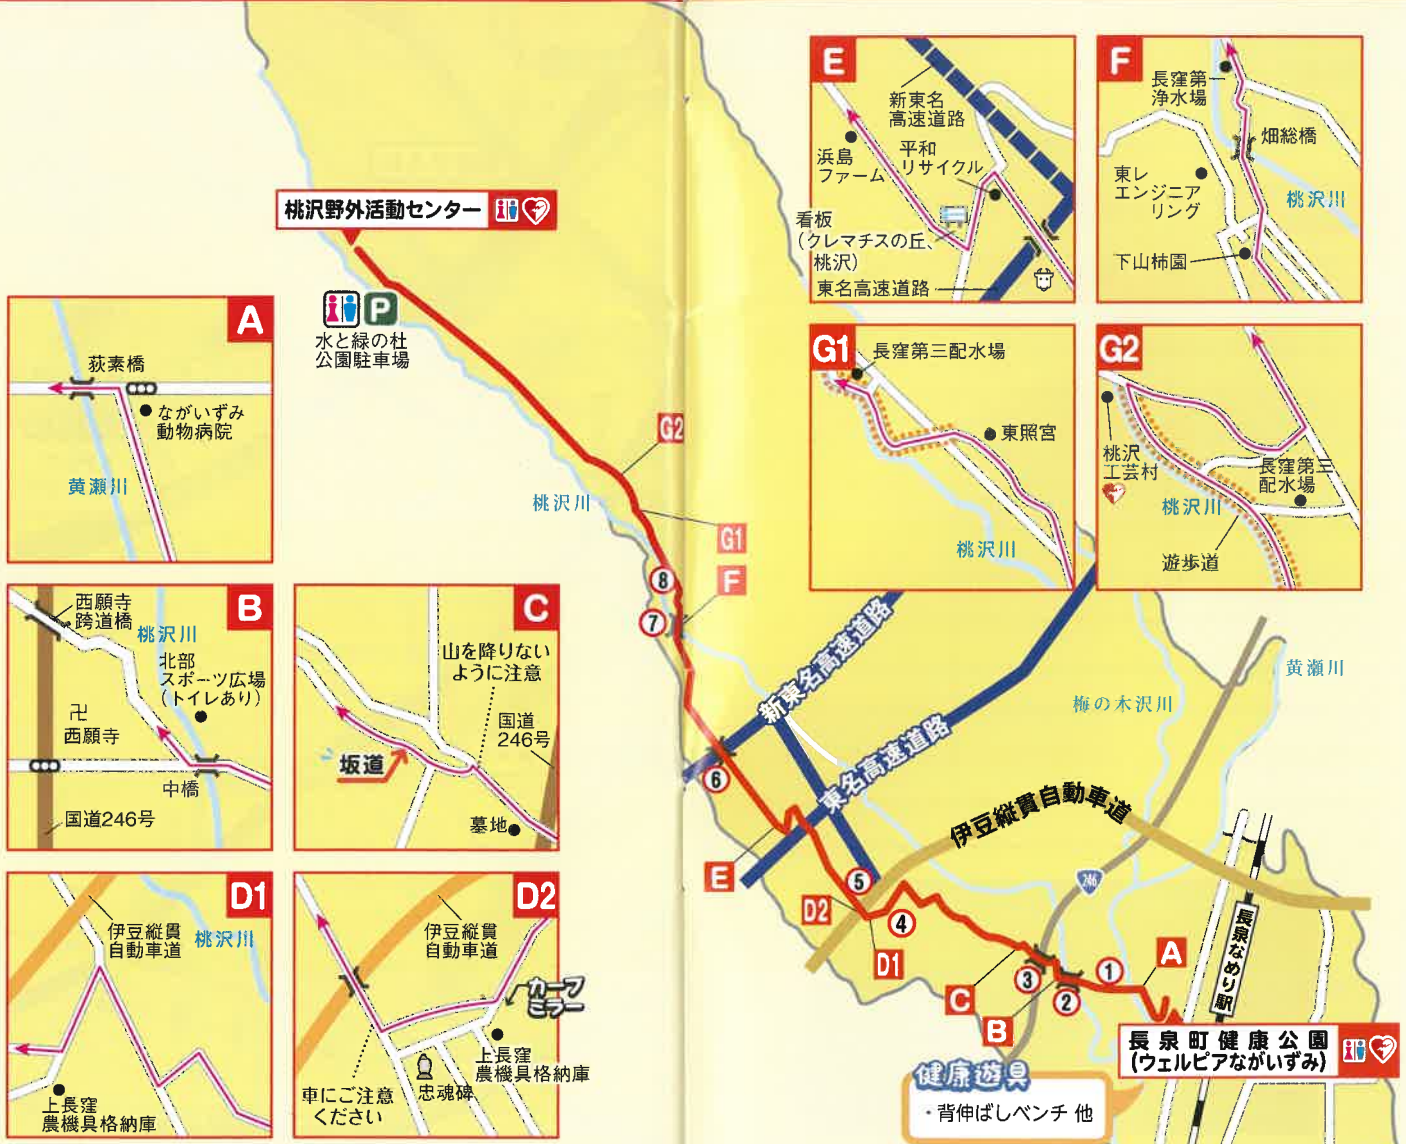 桃沢野外活動センター
P
水と緑の杜
公園駐車場
A
荻素橋
ながいずみ
動物病院
黄瀬川
B
西願寺
跨道橋
桃沢川
北部
スポーツ広場
(トイレあり)
卍
西願寺
中橋
国道246号
C
山を降りない
ように注意
国道
246号
坂道
墓地
D1
伊豆縦貫
自動車道
桃沢川
上長窪
農機具格納庫
D2
伊豆縦貫
自動車道
カーブ
ミラー
上長窪
農機具格納庫
忠魂碑
車にご注意
ください
E
新東名
高速道路
浜島
ファーム
平和
リサイクル
看板
(クレマチスの丘、
桃沢)
東名高速道路
F
長窪第一
浄水場
畑総橋
東レ
エンジニア
リング
桃沢川
下山柿園
G1
長窪第三配水場
東照宮
桃沢川
G2
桃沢
工芸村
長窪第三
配水場
桃沢川
遊歩道
G2
桃沢川
G1
8
F
7
新東名高速道路
6
東名高速道路
梅の木沢川
黄瀬川
伊豆縦貫自動車道
E
5
246
D2
4
D1
長泉なめり駅
A
1
3
C
2
B
長泉町健康公園
(ウェルピアながいずみ)
健康遊具
・背伸ばしベンチ 他